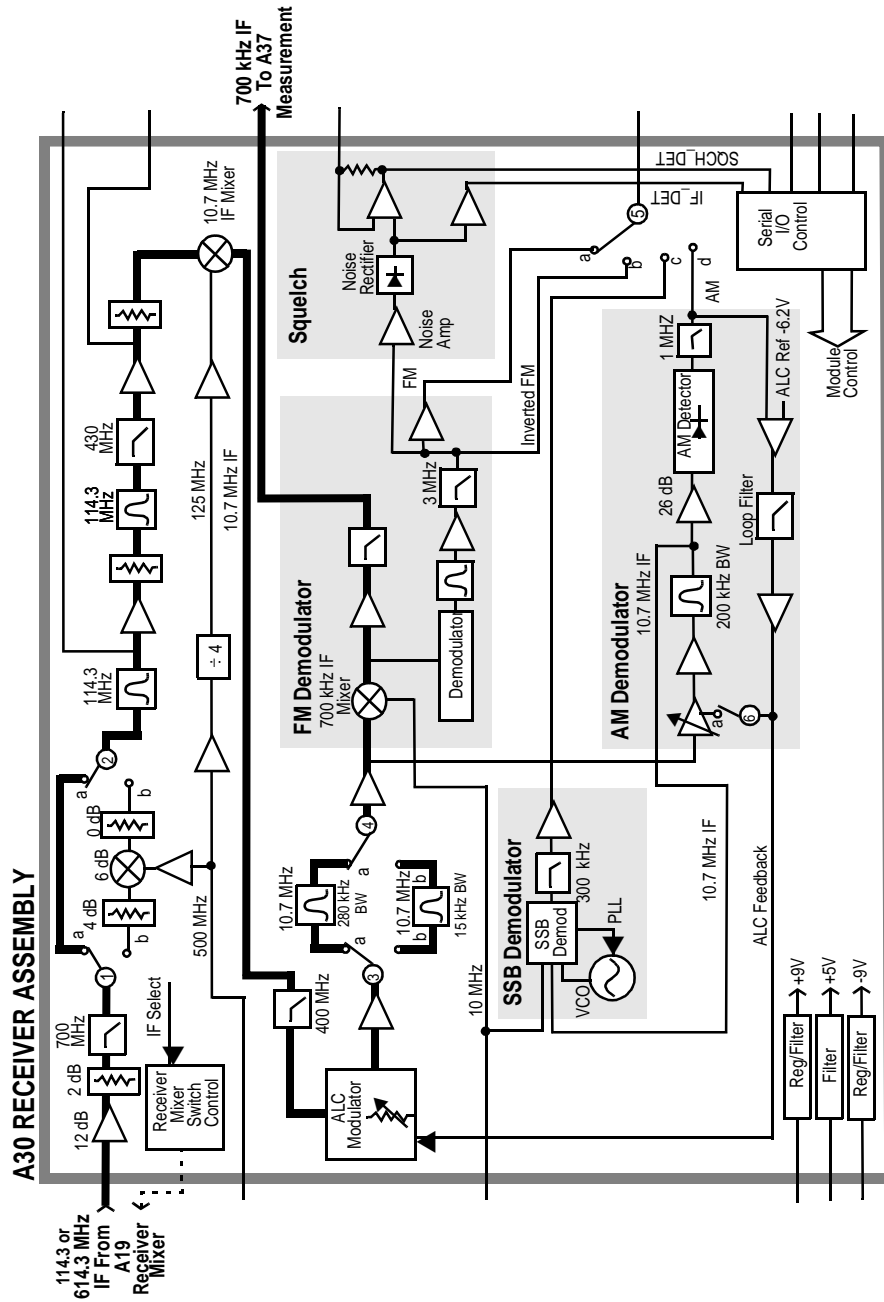 A30 RECEIVER ASSEMBLY
114.3 or
614.3 MHz
IF From
A19
Receiver
Mixer
12 dB
2 dB
700
MHz
1
a
b
4 dB
6 dB
0 dB
a
b
2
114.3
MHz
114.3
MHz
430
MHz
10.7 MHz
IF Mixer
Receiver
Mixer
Switch
Control
IF Select
500 MHz
÷ 4
125 MHz
10.7 MHz IF
700 kHz IF
To A37
Measurement
400 MHz
ALC
Modulator
3
a
b
10.7 MHz
280 kHz
BW
10.7 MHz
15 kHz BW
a
b
4
FM Demodulator
700 kHz IF
Mixer
Demodulator
3 MHz
FM
Inverted FM
Squelch
Noise
Amp
Noise
Rectifier
SQCH_DET
IF_DET
a
b
c
d
5
AM
10 MHz
SSB Demodulator
SSB
Demod
300 kHz
VCO
PLL
10.7 MHz IF
AM Demodulator
10.7 MHz IF
a
6
200 kHz BW
26 dB
AM Detector
1 MHZ
Loop Filter
ALC Ref -6.2V
ALC Feedback
Serial
I/O
Control
Module
Control
Reg/Filter
+9V
Filter
+5V
Reg/Filter
-9V